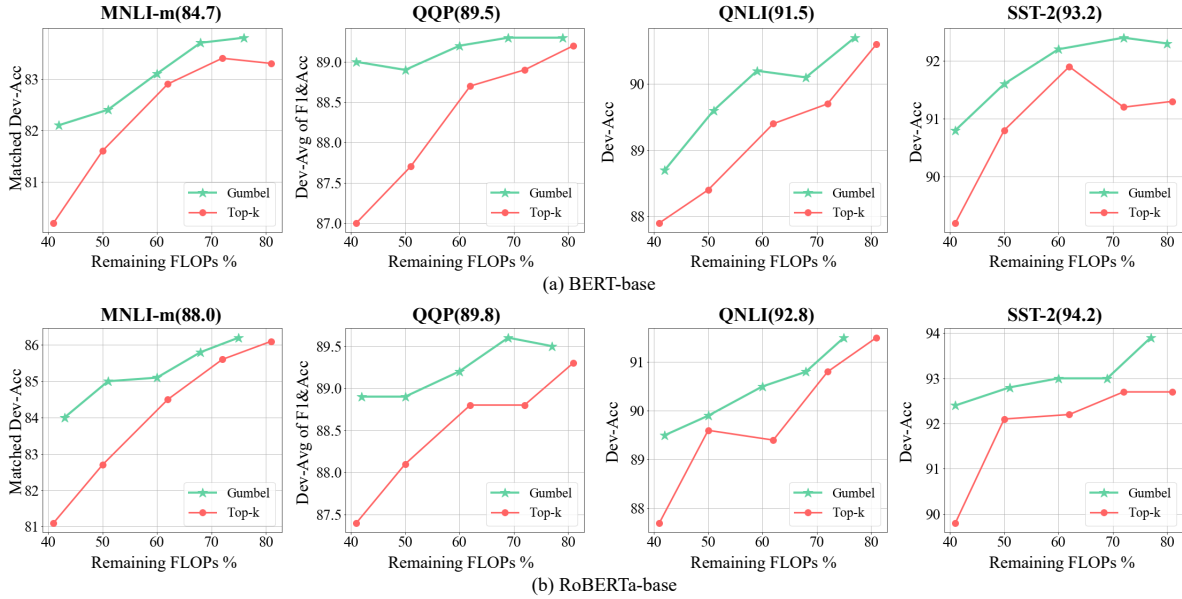 MNLI-m(84.7)
Matched Dev-Acc
83
82
81
Gumbel
Top-k
40 50 60 70 80
Remaining FLOPs %
QQP(89.5)
Dev-Avg of F1&Acc
89.0
88.5
88.0
87.5
87.0
Gumbel
Top-k
40 50 60 70 80
Remaining FLOPs %
QNLI(91.5)
Dev-Acc
90
89
88
Gumbel
Top-k
40 50 60 70 80
Remaining FLOPs %
SST-2(93.2)
Dev-Acc
92
91
90
Gumbel
Top-k
40 50 60 70 80
Remaining FLOPs %
(a) BERT-base
MNLI-m(88.0)
Matched Dev-Acc
86
85
84
83
82
81
Gumbel
Top-k
40 50 60 70 80
Remaining FLOPs %
QQP(89.8)
Dev-Avg of F1&Acc
89.5
89.0
88.5
88.0
87.5
Gumbel
Top-k
40 50 60 70 80
Remaining FLOPs %
QNLI(92.8)
Dev-Acc
91
90
89
88
Gumbel
Top-k
40 50 60 70 80
Remaining FLOPs %
SST-2(94.2)
Dev-Acc
94
93
92
91
90
Gumbel
Top-k
40 50 60 70 80
Remaining FLOPs %
(b) RoBERTa-base